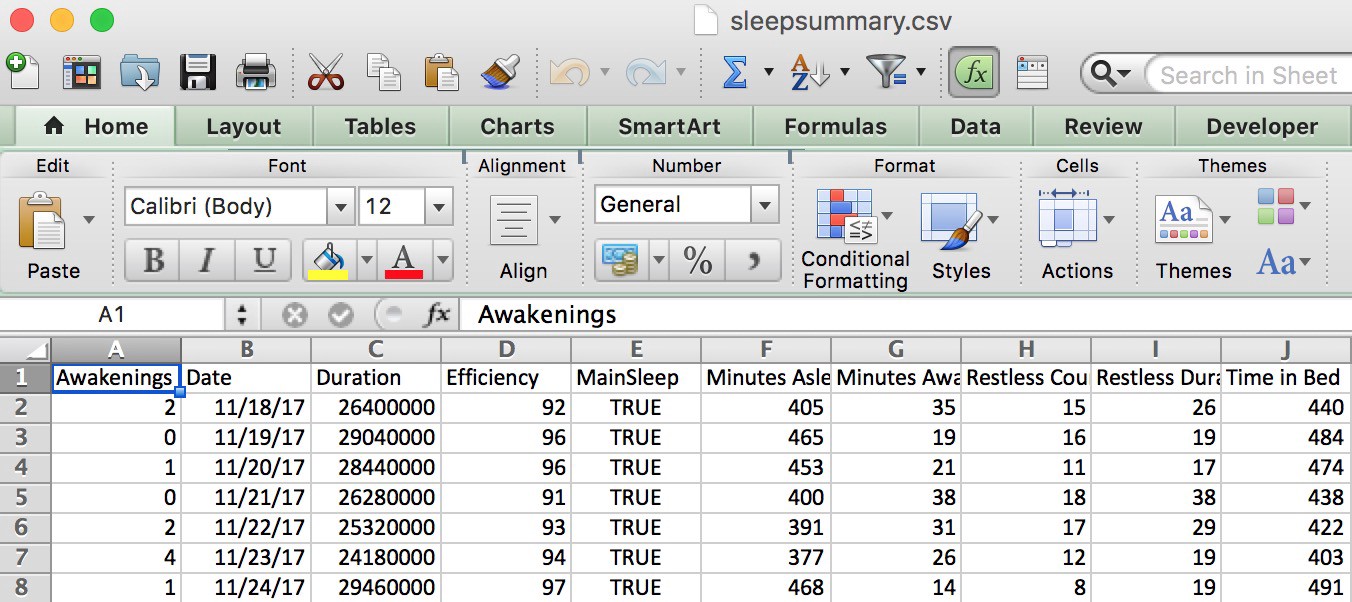 sleepsummary.csv
Search in Sheet
Home Layout Tables Charts SmartArt Formulas Data Review Developer
Edit Font Alignment Number Format Cells Themes
Calibri (Body) 12 General
B I U A % Aa
Paste Align Conditional Formatting Styles Actions Themes Aa
A1 fx Awakenings
A B C D E F G H I J
1 Awakenings Date Duration Efficiency MainSleep Minutes Asle Minutes Awa Restless Cou Restless Dura Time in Bed
2 2 11/18/17 26400000 92 TRUE 405 35 15 26 440
3 0 11/19/17 29040000 96 TRUE 465 19 16 19 484
4 1 11/20/17 28440000 96 TRUE 453 21 11 17 474
5 0 11/21/17 26280000 91 TRUE 400 38 18 38 438
6 2 11/22/17 25320000 93 TRUE 391 31 17 29 422
7 4 11/23/17 24180000 94 TRUE 377 26 12 19 403
8 1 11/24/17 29460000 97 TRUE 468 14 8 19 491